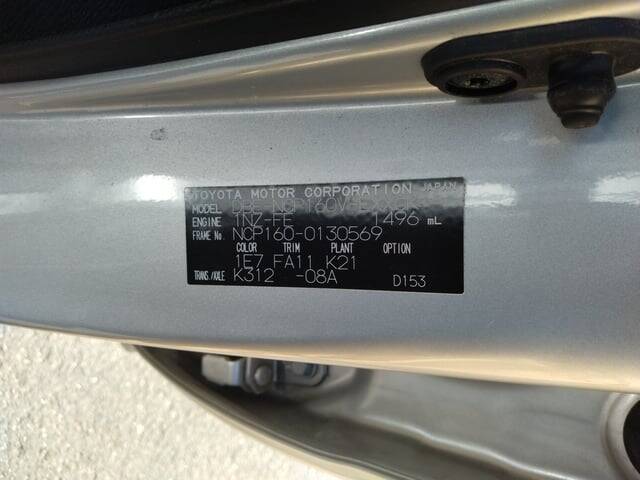 TOYOTA MOTOR CORPORATION JAPAN
MODEL
ENGINE 1NZ-FE 1496 mL
FRAME No. NCP160-0130569
COLOR TRIM PLANT OPTION
1E7 FA11 K21
TRANS./AXLE K312 -08A D153